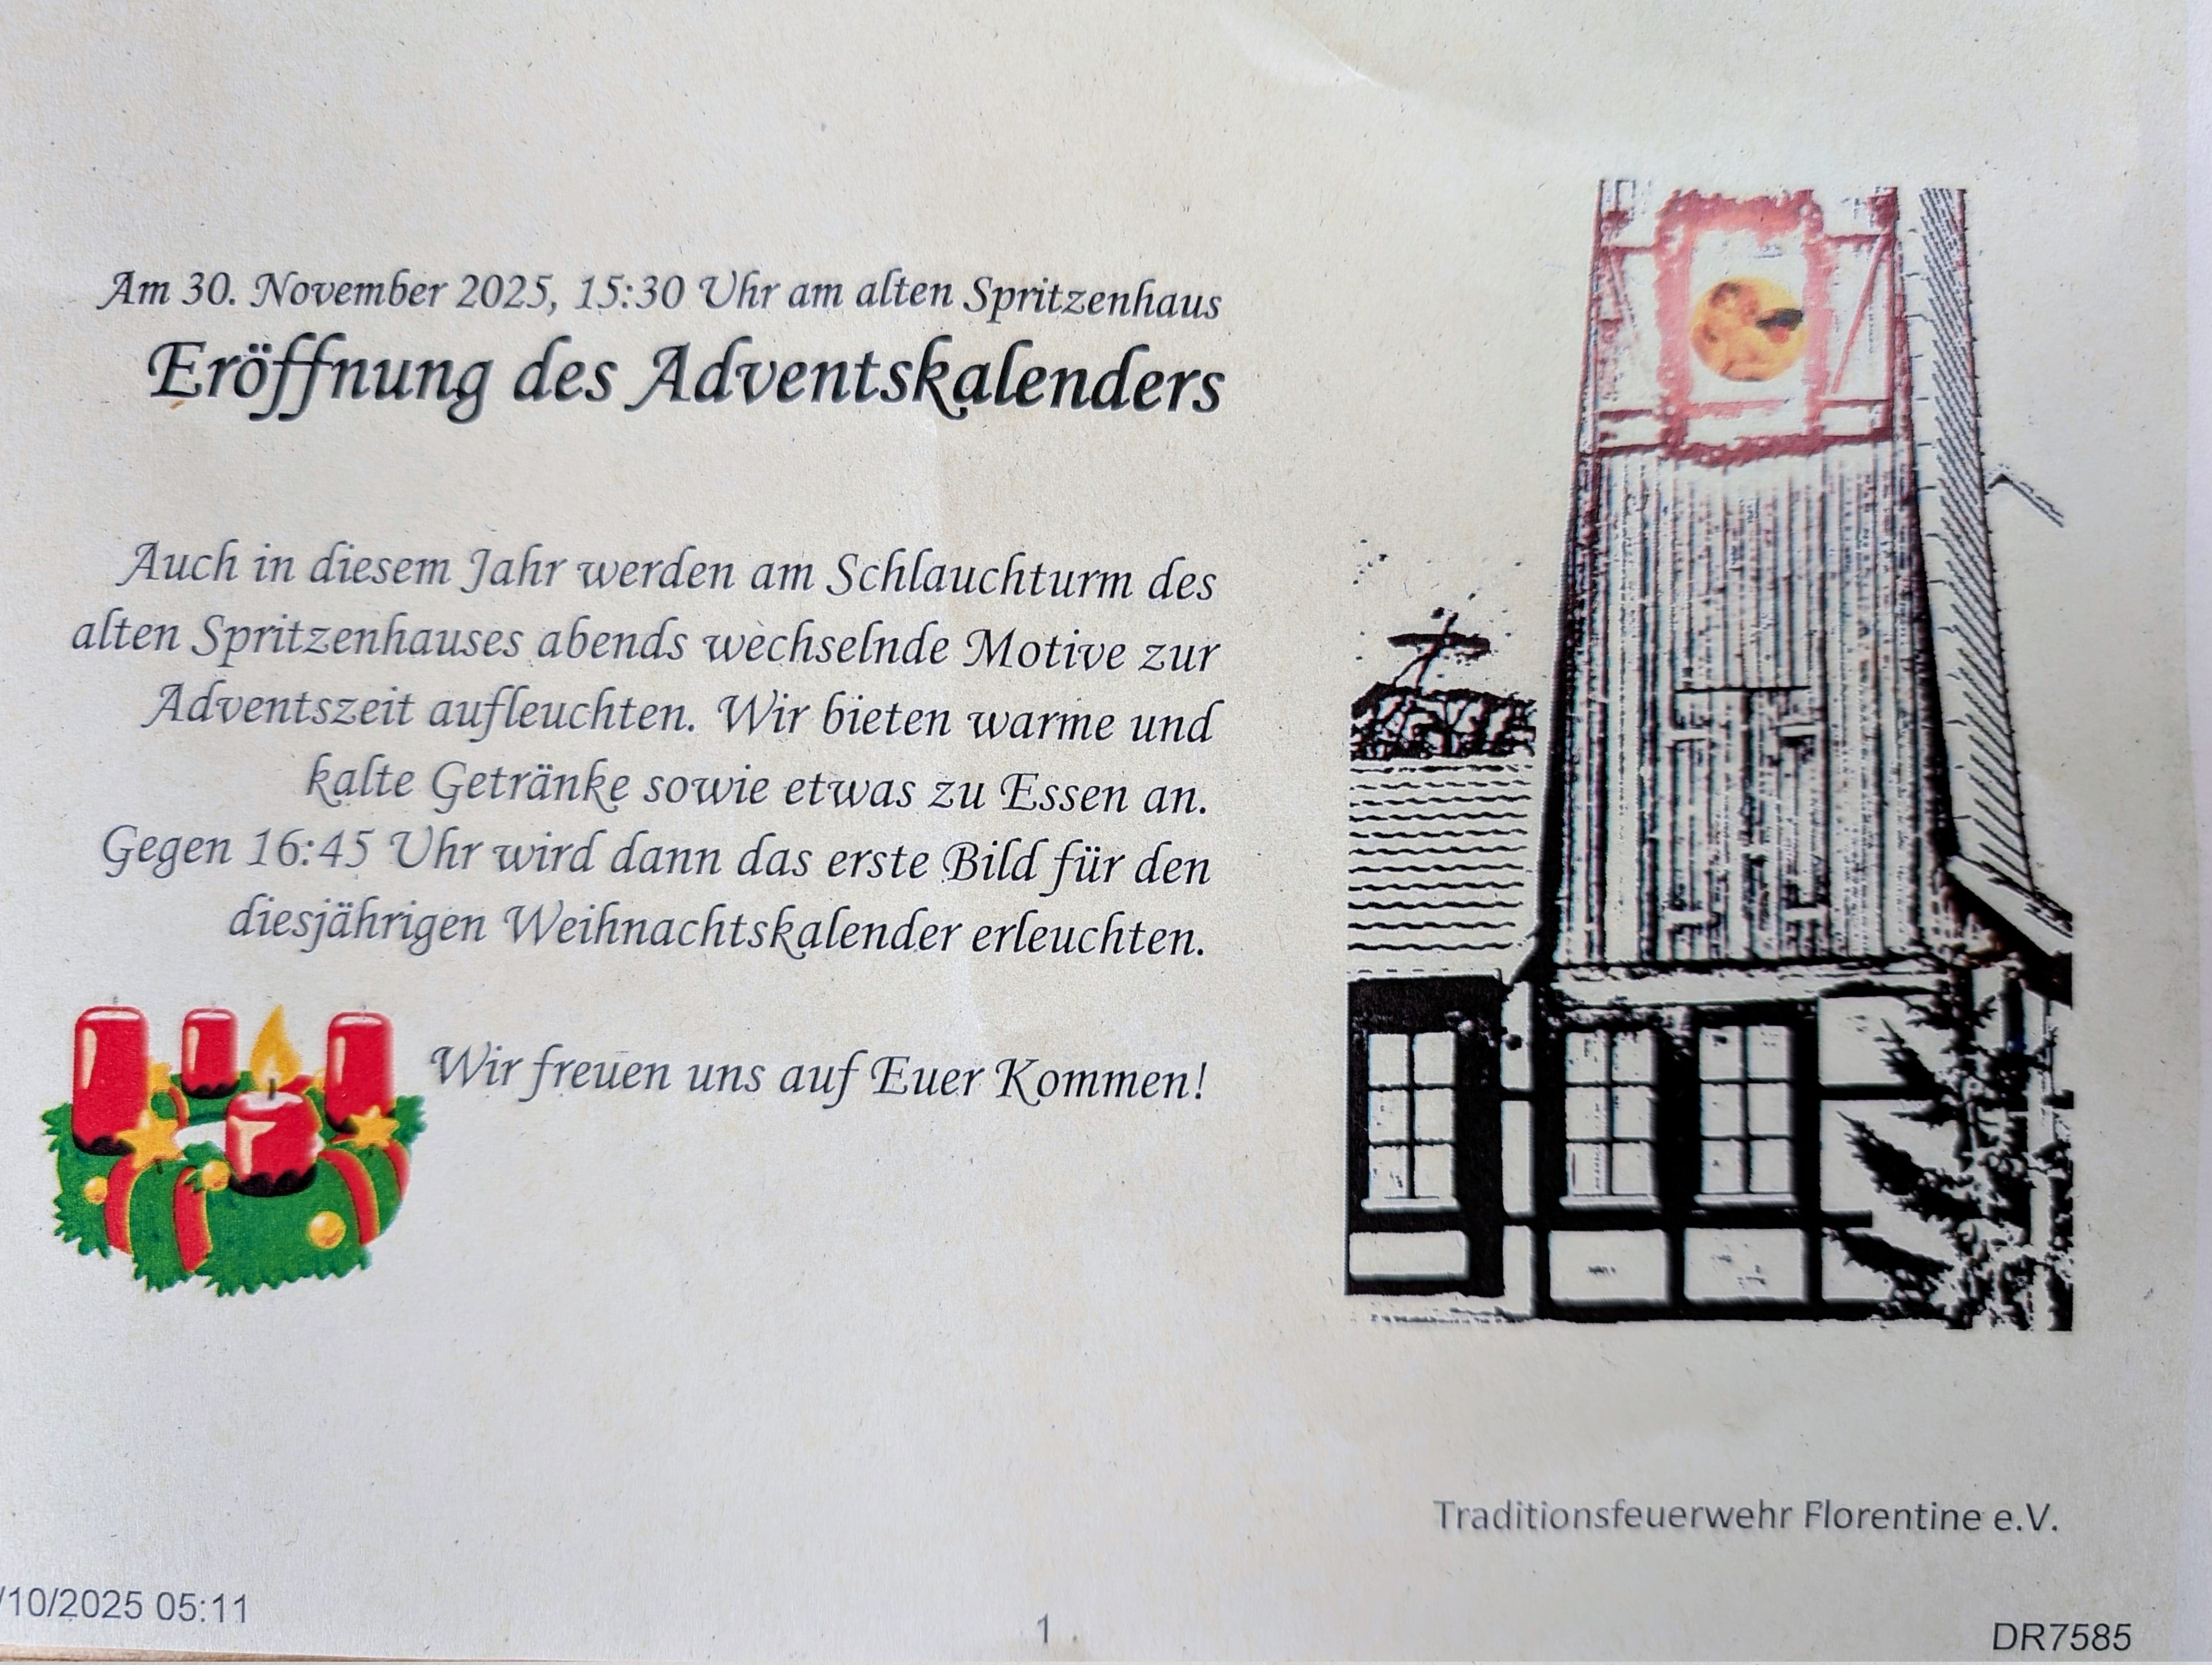 Am 30. November 2025, 15:30 Uhr am alten Spritzenhaus
Eröffnung des Adventskalenders
Auch in diesem Jahr werden am Schlauchturm des
alten Spritzenhauses abends wechselnde Motive zur
Adventszeit aufleuchten. Wir bieten warme und
kalte Getränke sowie etwas zu Essen an.
Gegen 16:45 Uhr wird dann das erste Bild für den
diesjährigen Weihnachtskalender erleuchten.
Wir freuen uns auf Euer Kommen!
Traditionsfeuerwehr Florentine e.V.
/10/2025 05:11
1
DR7585